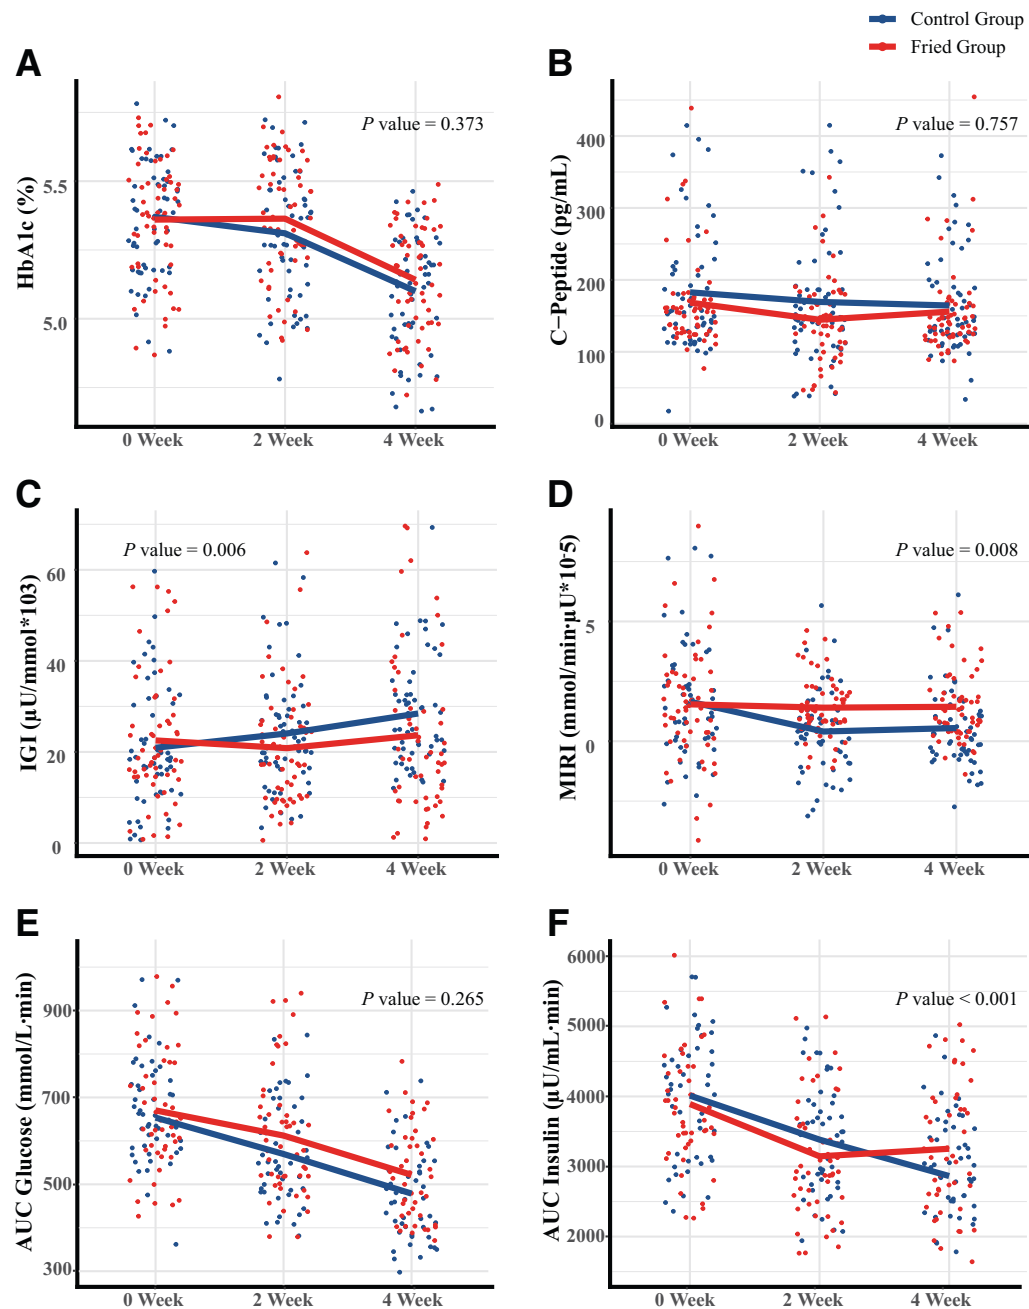 Control Group
Fried Group
A
HbA1c (%)
P value = 0.373
5.5
5.0
0 Week 2 Week 4 Week
B
C−Peptide (pg/mL)
P value = 0.757
400
300
200
100
0
0 Week 2 Week 4 Week
C
IGI (μU/mmol*103)
P value = 0.006
60
40
20
0
0 Week 2 Week 4 Week
D
MIRI (mmol/min·μU*10-5)
P value = 0.008
5
0
0 Week 2 Week 4 Week
E
AUC Glucose (mmol/L·min)
P value = 0.265
900
700
500
300
0 Week 2 Week 4 Week
F
AUC Insulin (μU/mL·min)
P value < 0.001
6000
5000
4000
3000
2000
0 Week 2 Week 4 Week